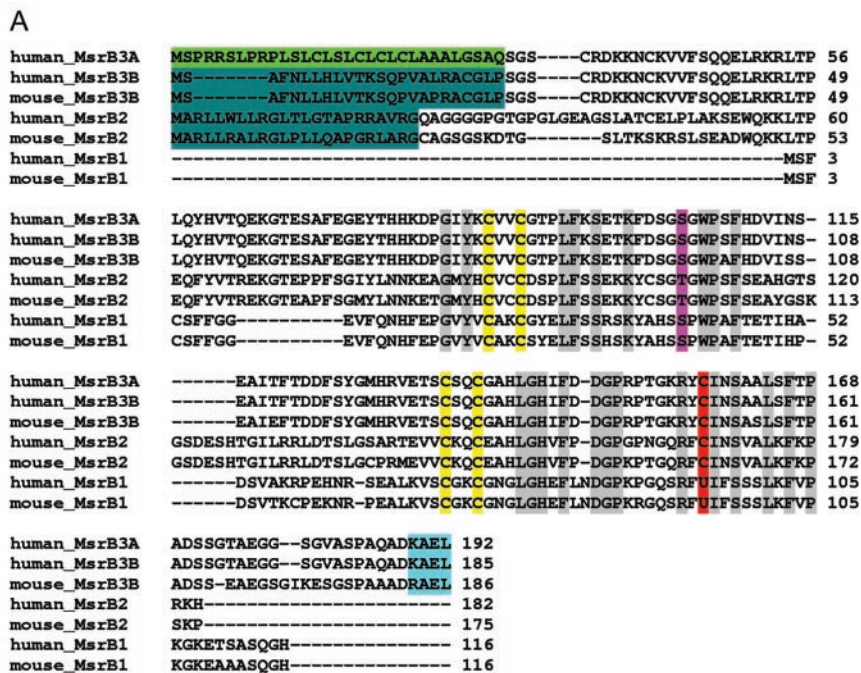 A
human_MsrB3A MSPRRSLPRPLSLCLSLCLCLCLAAALGSAQSGS----CRDKKNCKVVFSQQELRKRLTP 56
human_MsrB3B MS-------AFNLLHLVTKSQPVALRACGLPSGS----CRDKKNCKVVFSQQELRKRLTP 49
mouse_MsrB3B MS-------AFNLLHLVTKSQPVAPRACGLPSGS----CRDKKNCKVVFSQQELRKRLTP 49
human_MsrB2 MARLLWLLRGLTLGTAPRRAVRGQAGGGGPGTGPGLGEAGSLATCELPLAKSEWQKKLTP 60
mouse_MsrB2 MARLLRALRGLPLLQAPGRLARGCAGSGSKDTG-------SLTKSKRSLSEADWQKKLTP 53
human_MsrB1 ---------------------------------------------------------MSF 3
mouse_MsrB1 ---------------------------------------------------------MSF 3
human_MsrB3A LQYHVTQEKGTESAFEGEYTHHKDPGIYKCVVCGTPLFKSETKFDSGSGWPSFHDVINS- 115
human_MsrB3B LQYHVTQEKGTESAFEGEYTHHKDPGIYKCVVCGTPLFKSETKFDSGSGWPSFHDVINS- 108
mouse_MsrB3B LQYHVTQEKGTESAFEGEYTHHKDPGIYKCVVCGTPLFKSETKFDSGSGWPSFHDVISS- 108
human_MsrB2 EQFYVTREKGTEPPFSGIYLNNKEAGMYHCVCCDSPLFSSEKKYCSGTGWPSFSEAHGTS 120
mouse_MsrB2 EQFYVTREKGTEAPFSGMYLNNKETGMYHCVCCDSPLFSSEKKYCSGTGWPSFSEAYGSK 113
human_MsrB1 CSFFGG----------EVFQNHFEPGVYVCAKCGYELFSSRSKYAHSSPWPAFTETIHA- 52
mouse_MsrB1 CSFFGG----------EVFQNHFEPGVYVCAKCSYELFSSHSKYAHSSPWPAFTETIHP- 52
human_MsrB3A ------EAITFTDDFSYGMHRVETSCSQCGAHLGHIFD-DGPRPTGKRYCINSAALSFTP 168
human_MsrB3B ------EAITFTDDFSYGMHRVETSCSQCGAHLGHIFD-DGPRPTGKRYCINSAALSFTP 161
mouse_MsrB3B ------EAIEFTDDFSYGMHRVETSCSQCGAHLGHIFD-DGPRPTGKRYCINSASLSFTP 161
human_MsrB2 GSDESHTGILRRLDTSLGSARTEVVCKQCEAHLGHVFP-DGPGPNGQRFCINSVALKFKP 179
mouse_MsrB2 GSDESHTGILRRLDTSLGCPRMEVVCKQCEAHLGHVFP-DGPKPTGQRFCINSVALKFKP 172
human_MsrB1 ------DSVAKRPEHNR-SEALKVSCGKCGNGLGHEFLNDGPKPGQSRFUIFSSSLKFVP 105
mouse_MsrB1 ------DSVTKCPEKNR-PEALKVSCGKCGNGLGHEFLNDGPKRGQSRFUIFSSSLKFVP 105
human_MsrB3A ADSSGTAEGG--SGVASPAQADKAEL 192
human_MsrB3B ADSSGTAEGG--SGVASPAQADKAEL 185
mouse_MsrB3B ADSS-EAEGSGIKESGSPAAADRAEL 186
human_MsrB2 RKH----------------------- 182
mouse_MsrB2 SKP----------------------- 175
human_MsrB1 KGKETSASQGH--------------- 116
mouse_MsrB1 KGKEAAASQGH--------------- 116